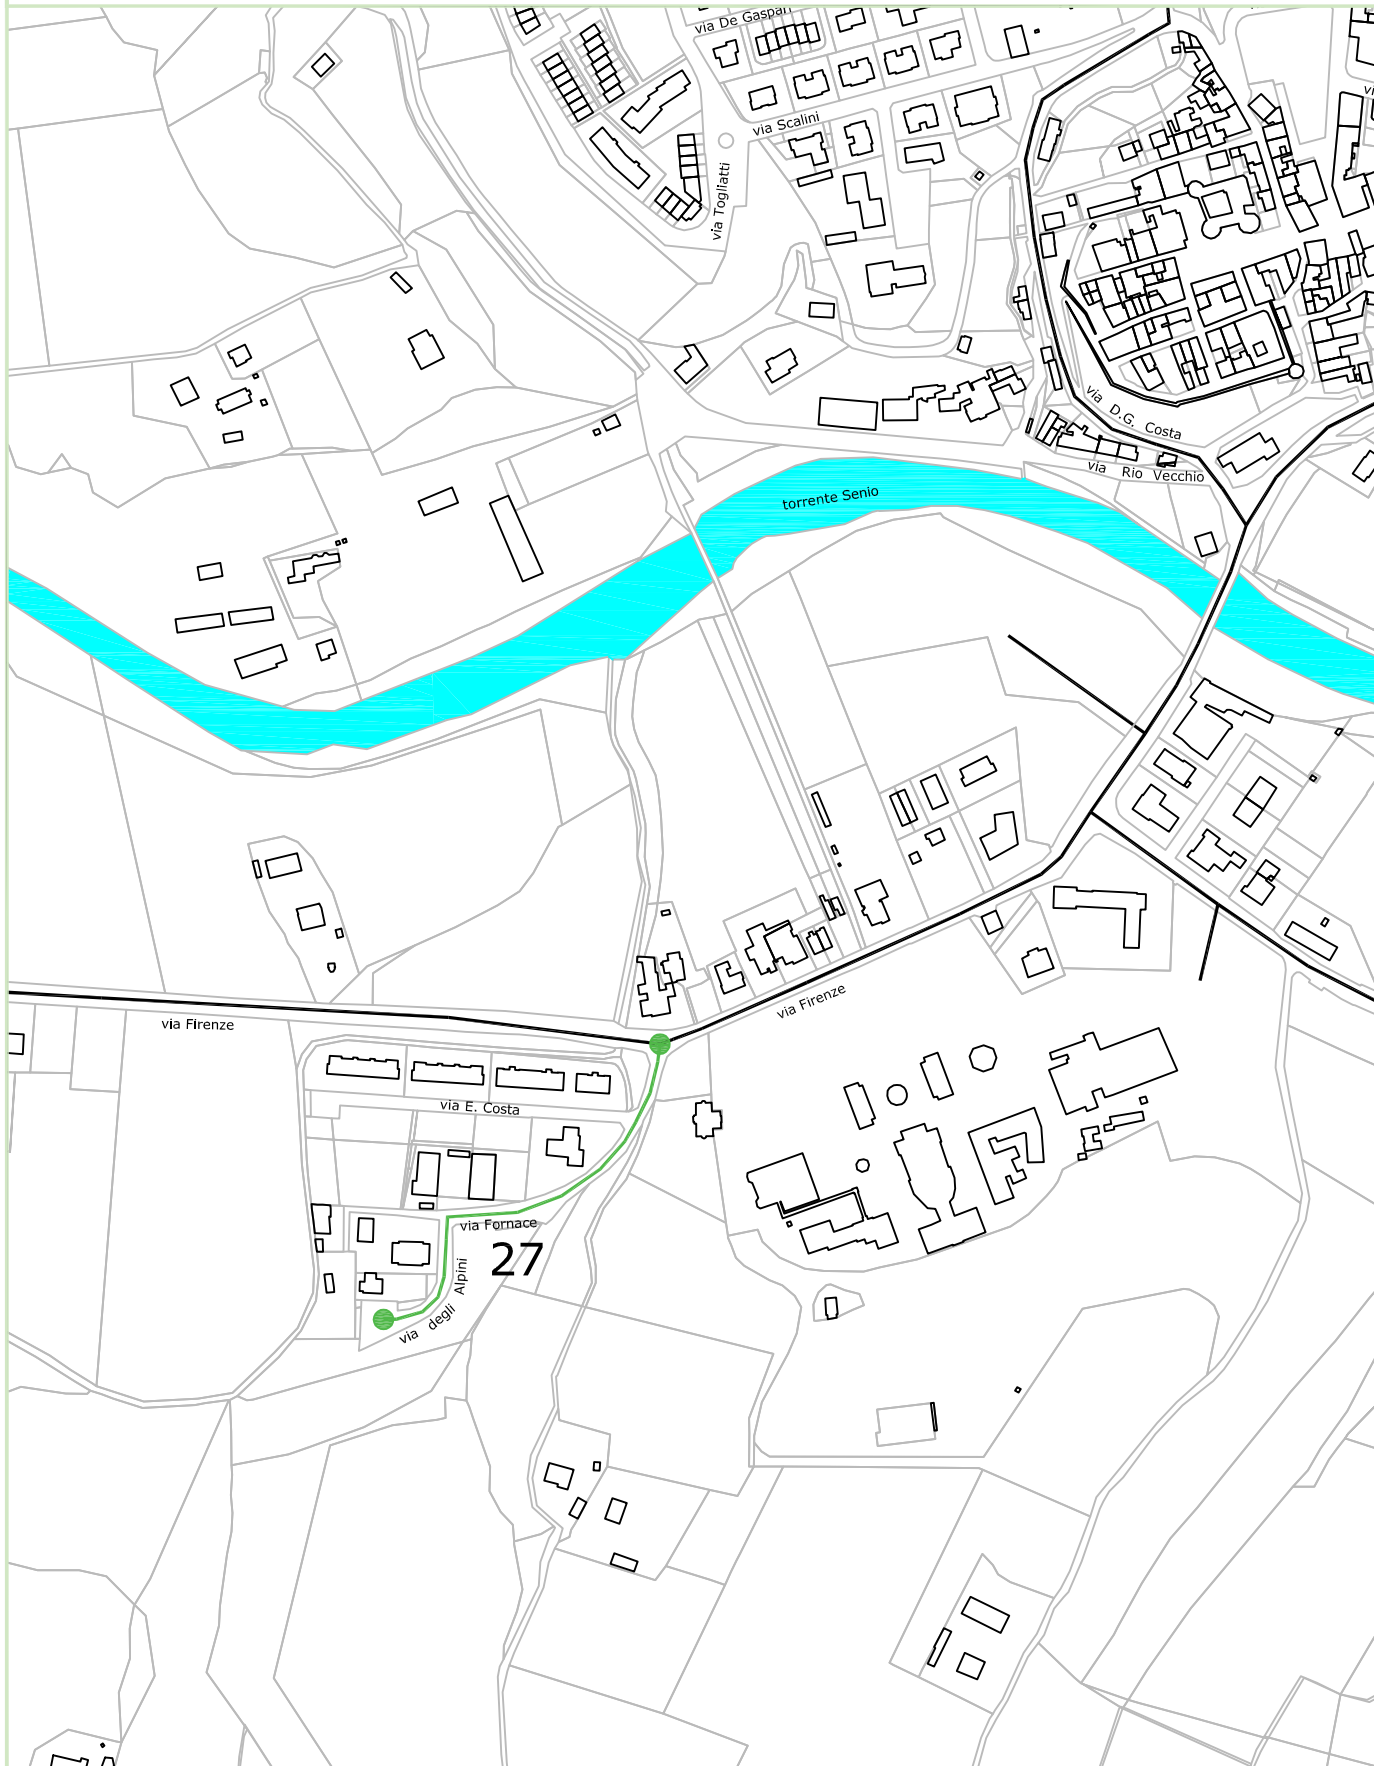 via De Gaspari
via Scalini
via Togliatti
via D.G. Costa
via Rio Vecchio
torrente Senio
via Firenze
via Firenze
via E. Costa
via Fornace
27
via degli Alpini